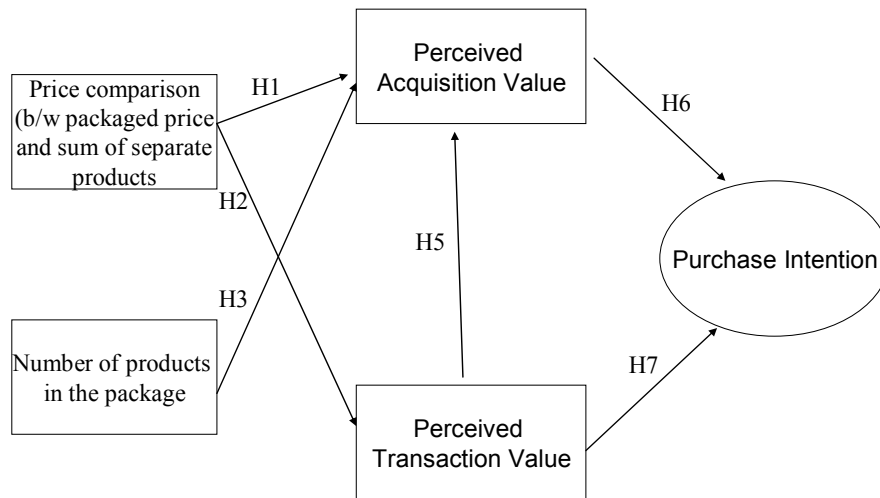 Perceived
Acquisition Value
Price comparison
(b/w packaged price
and sum of separate
products
H1
H6
H2
H5
Purchase Intention
H3
Number of products
in the package
H7
Perceived
Transaction Value